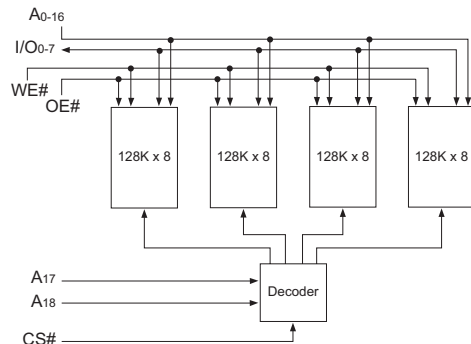 A0-16
I/O0-7
WE#
OE#
128K x 8
128K x 8
128K x 8
128K x 8
A17
A18
Decoder
CS#